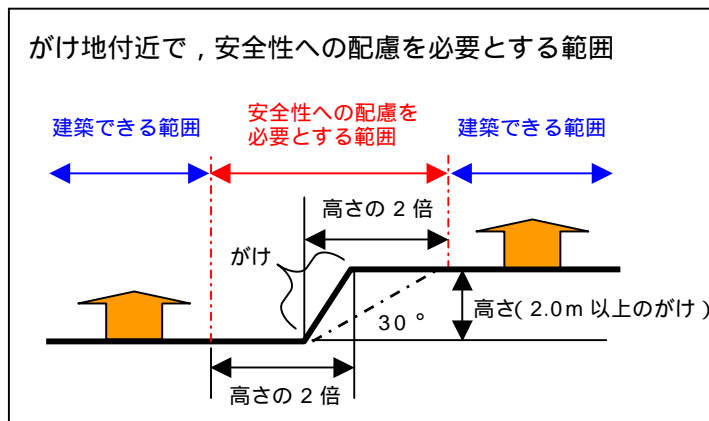 がけ地付近で，安全性への配慮を必要とする範囲
建築できる範囲
安全性への配慮を
必要とする範囲
建築できる範囲
高さの２倍
がけ
30°
高さ(2.0ｍ以上のがけ)
高さの２倍